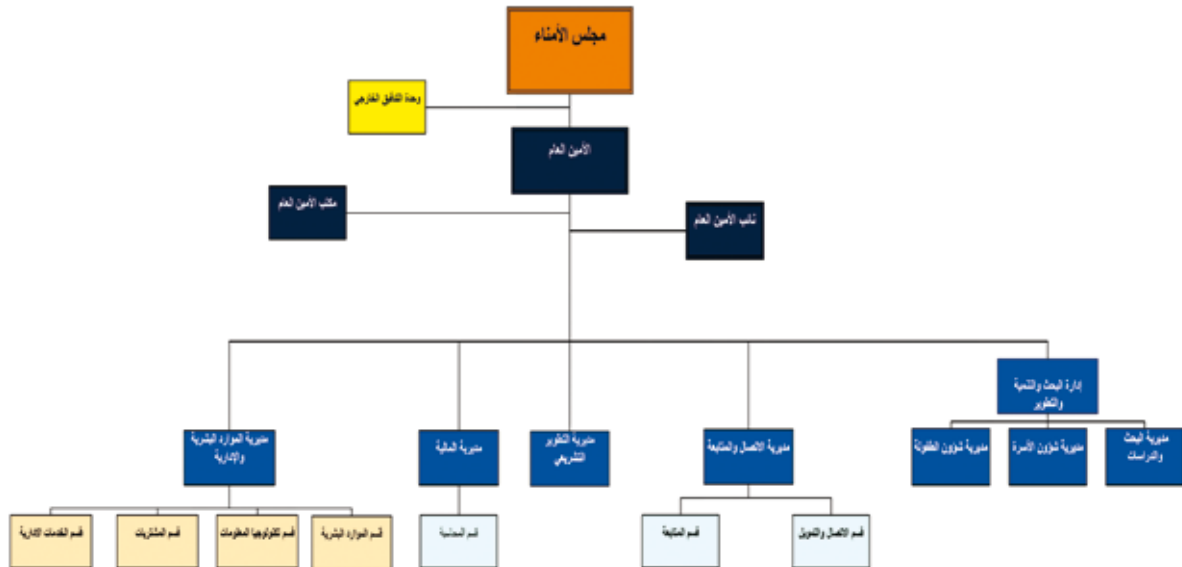 مجلس الأمناء
وحدة التدقيق الخارجي
الأمين العام
مكتب الأمين العام
نائب الأمين العام
إدارة البحث والتنمية
والتطوير
مديرية البحث
والدراسات
مديرية شؤون الأسرة
مديرية شؤون الطفولة
مديرية الاتصال والمتابعة
مديرية التطوير
التشريعي
مديرية المالية
مديرية الموارد البشرية
والإدارية
قسم الاتصال والتمويل
قسم المتابعة
قسم المحاسبة
قسم الموارد البشرية
قسم تكنولوجيا المعلومات
قسم المشتريات
قسم الخدمات الادارية